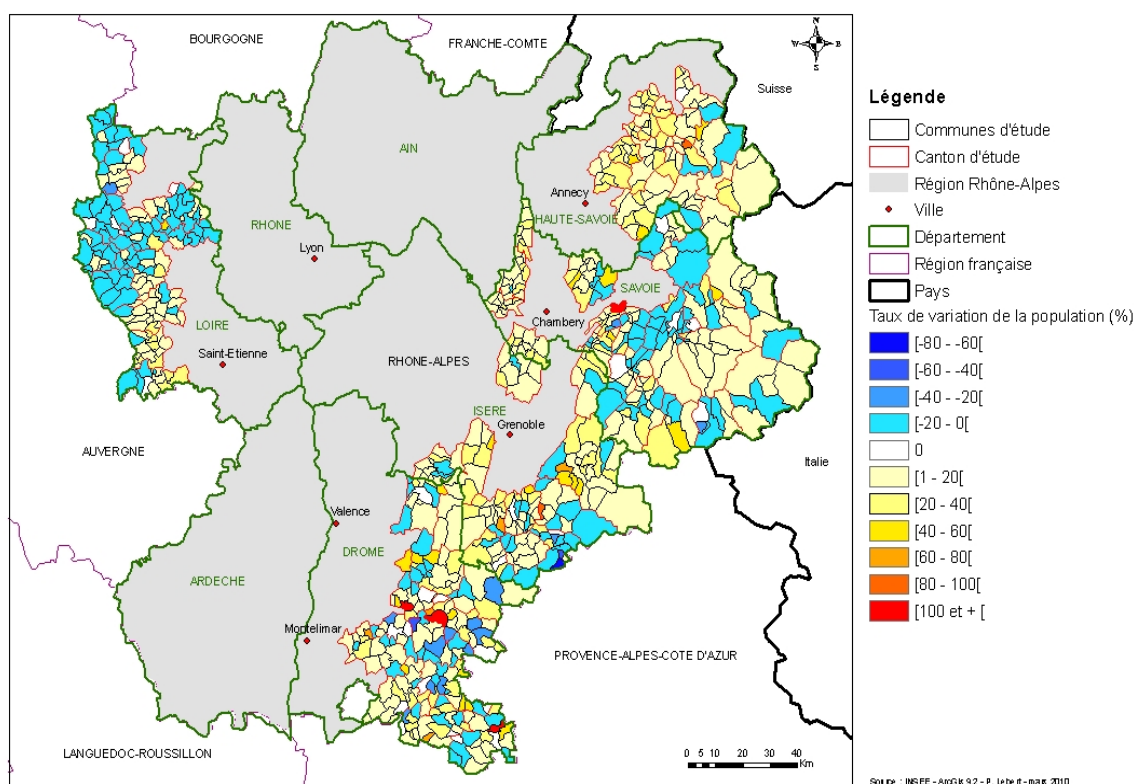 BOURGOGNE
FRANCHE-COMTE
N
W E
S
Suisse
AIN
Annecy
HAUTE-SAVOIE
RHONE
Lyon
SAVOIE
Chambery
LOIRE
Saint-Etienne
RHONE-ALPES
ISERE
Grenoble
AUVERGNE
Italie
Valence
DROME
ARDECHE
Montelimar
PROVENCE-ALPES-COTE D'AZUR
LANGUEDOC-ROUSSILLON
0 5 10 20 30 40
Km
Légende
Communes d'étude
Canton d'étude
Région Rhône-Alpes
Ville
Département
Région française
Pays
Taux de variation de la population (%)
[-80 - -60[
[-60 - -40[
[-40 - -20[
[-20 - 0[
0
[1 - 20[
[20 - 40[
[40 - 60[
[60 - 80[
[80 - 100[
[100 et + [
Source : INSEE - ArcGis 9.2 - P. Lebert - mars 2010